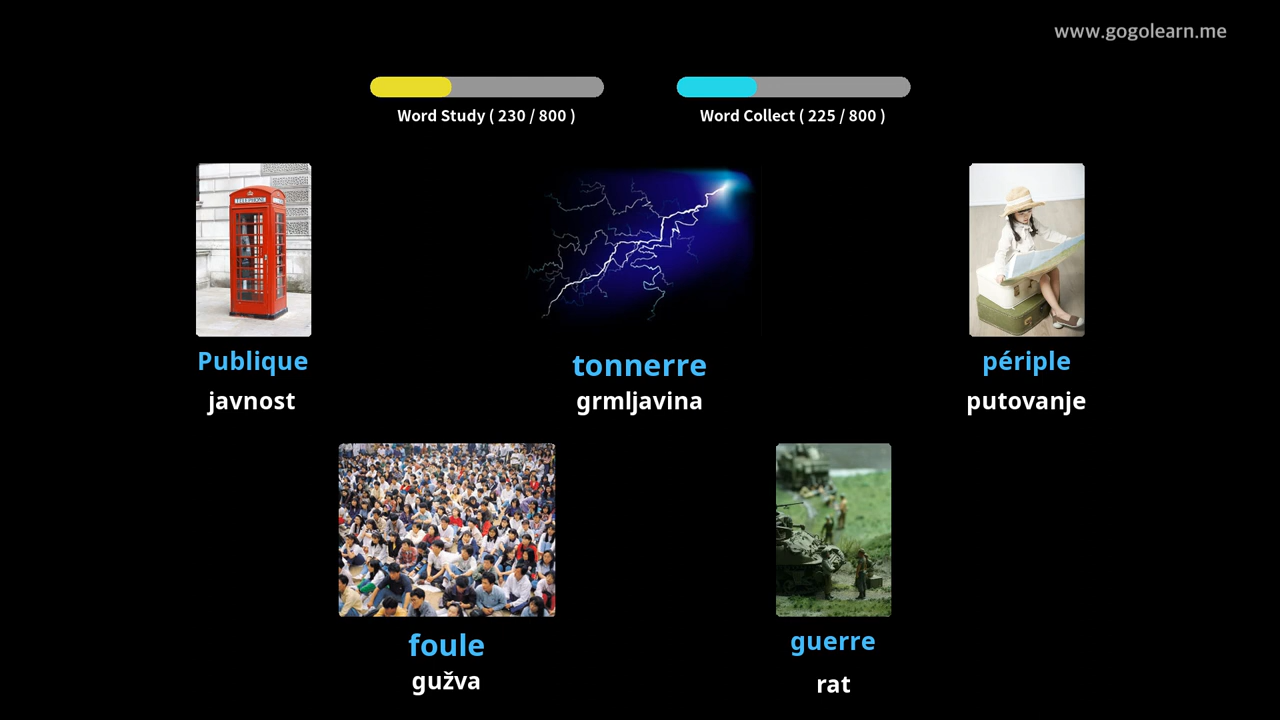 www.gogolearn.me
Word Study ( 230 / 800 )
Word Collect ( 225 / 800 )
TELEPHONE
Publique
javnost
tonnerre
grmljavina
périple
putovanje
foule
gužva
guerre
rat